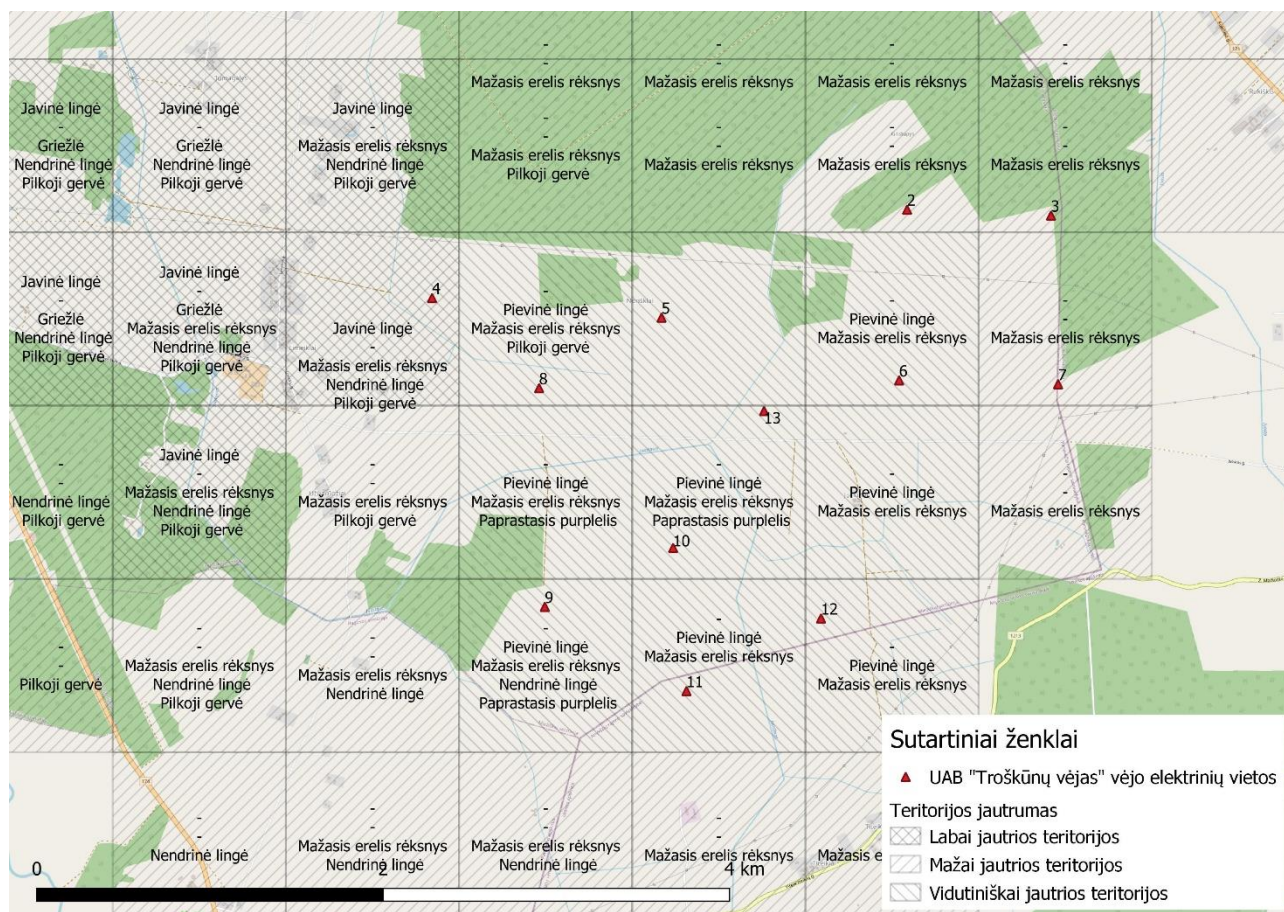 -
-
Mažasis erelis rėksnys
-
-
Mažasis erelis rėksnys
-
-
Mažasis erelis rėksnys
-
-
Mažasis erelis rėksnys
Javinė lingė
-
Griežlė
Nendrinė lingė
Pilkoji gervė
Javinė lingė
-
Griežlė
Nendrinė lingė
Pilkoji gervė
Javinė lingė
-
Mažasis erelis rėksnys
Nendrinė lingė
Pilkoji gervė
-
-
Mažasis erelis rėksnys
Pilkoji gervė
-
-
Mažasis erelis rėksnys
-
-
Mažasis erelis rėksnys
-
-
Mažasis erelis rėksnys
2
3
Javinė lingė
-
Griežlė
Nendrinė lingė
Pilkoji gervė
Javinė lingė
-
Griežlė
Mažasis erelis rėksnys
Nendrinė lingė
Pilkoji gervė
4
Javinė lingė
-
Mažasis erelis rėksnys
Nendrinė lingė
Pilkoji gervė
-
Pievinė lingė
Mažasis erelis rėksnys
Pilkoji gervė
8
5
-
Pievinė lingė
Mažasis erelis rėksnys
6
-
-
Mažasis erelis rėksnys
7
13
-
-
Nendrinė lingė
Pilkoji gervė
Javinė lingė
-
Mažasis erelis rėksnys
Nendrinė lingė
Pilkoji gervė
-
-
Mažasis erelis rėksnys
Pilkoji gervė
-
Pievinė lingė
Mažasis erelis rėksnys
Paprastasis purplelis
-
Pievinė lingė
Mažasis erelis rėksnys
Paprastasis purplelis
10
-
Pievinė lingė
Mažasis erelis rėksnys
-
-
Mažasis erelis rėksnys
-
-
Pilkoji gervė
-
-
Mažasis erelis rėksnys
Nendrinė lingė
Pilkoji gervė
-
-
Mažasis erelis rėksnys
Nendrinė lingė
9
-
Pievinė lingė
Mažasis erelis rėksnys
Nendrinė lingė
Paprastasis purplelis
-
Pievinė lingė
Mažasis erelis rėksnys
11
12
-
Pievinė lingė
Mažasis erelis rėksnys
-
-
Nendrinė lingė
-
-
Mažasis erelis rėksnys
Nendrinė lingė
-
-
Mažasis erelis rėksnys
Nendrinė lingė
-
-
Mažasis erelis rėksnys
-
-
Mažasis e
0
2
4 km
Sutartiniai ženklai
UAB "Troškūnų vėjas" vėjo elektrinių vietos
Teritorijos jautrumas
Labai jautrios teritorijos
Mažai jautrios teritorijos
Vidutiniškai jautrios teritorijos